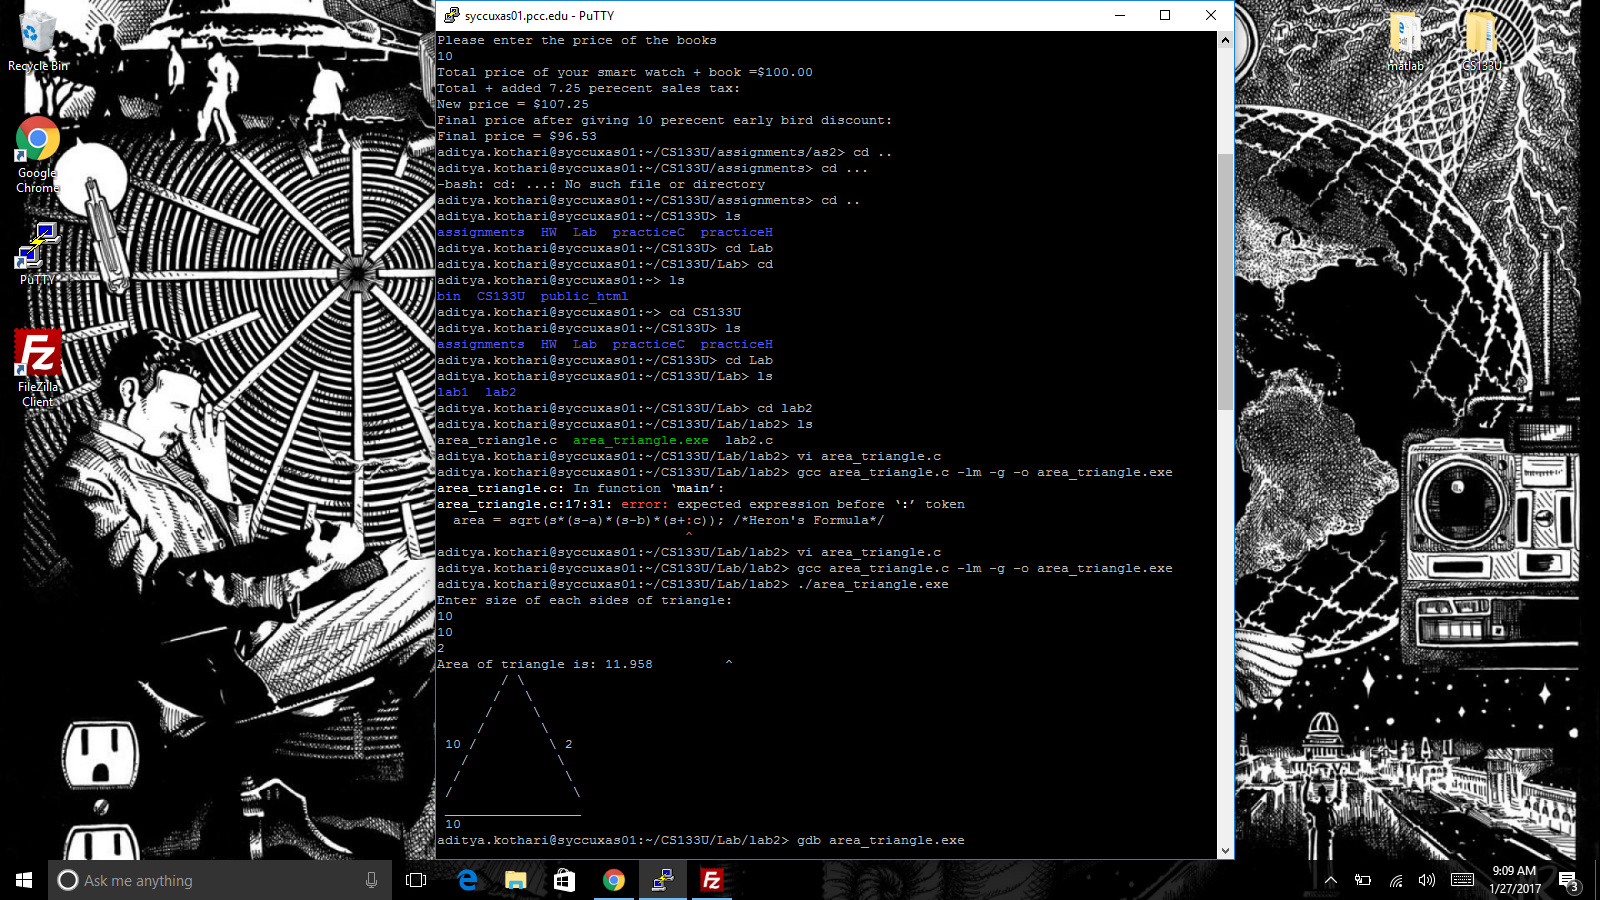 syccuxas01.pcc.edu - PuTTY
Recycle Bin
Google Chrome
PuTTY
FileZilla Client
matlab
CS133U
Please enter the price of the books
10
Total price of your smart watch + book =$100.00
Total + added 7.25 perecent sales tax:
New price = $107.25
Final price after giving 10 perecent early bird discount:
Final price = $96.53
aditya.kothari@syccuxas01:~/CS133U/assignments/as2> cd ..
aditya.kothari@syccuxas01:~/CS133U/assignments> cd ...
-bash: cd: ...: No such file or directory
aditya.kothari@syccuxas01:~/CS133U/assignments> cd ..
aditya.kothari@syccuxas01:~/CS133U> ls
assignments  HW  Lab  practiceC  practiceH
aditya.kothari@syccuxas01:~/CS133U> cd Lab
aditya.kothari@syccuxas01:~/CS133U/Lab> cd
aditya.kothari@syccuxas01:~> ls
bin  CS133U  public_html
aditya.kothari@syccuxas01:~> cd CS133U
aditya.kothari@syccuxas01:~/CS133U> ls
assignments  HW  Lab  practiceC  practiceH
aditya.kothari@syccuxas01:~/CS133U> cd Lab
aditya.kothari@syccuxas01:~/CS133U/Lab> ls
lab1  lab2
aditya.kothari@syccuxas01:~/CS133U/Lab> cd lab2
aditya.kothari@syccuxas01:~/CS133U/Lab/lab2> ls
area_triangle.c  area_triangle.exe  lab2.c
aditya.kothari@syccuxas01:~/CS133U/Lab/lab2> vi area_triangle.c
aditya.kothari@syccuxas01:~/CS133U/Lab/lab2> gcc area_triangle.c -lm -g -o area_triangle.exe
area_triangle.c: In function ‘main’:
area_triangle.c:17:31: error: expected expression before ‘:’ token
  area = sqrt(s*(s-a)*(s-b)*(s+:c)); /*Heron's Formula*/
                               ^
aditya.kothari@syccuxas01:~/CS133U/Lab/lab2> vi area_triangle.c
aditya.kothari@syccuxas01:~/CS133U/Lab/lab2> gcc area_triangle.c -lm -g -o area_triangle.exe
aditya.kothari@syccuxas01:~/CS133U/Lab/lab2> ./area_triangle.exe
Enter size of each sides of triangle:
10
10
2
Area of triangle is: 11.958         ^
        / \
       /   \
      /     \
     /       \
 10 /         \ 2
   /           \
  /             \
 /               \
 _________________
 10
aditya.kothari@syccuxas01:~/CS133U/Lab/lab2> gdb area_triangle.exe
Ask me anything
9:09 AM
1/27/2017
3